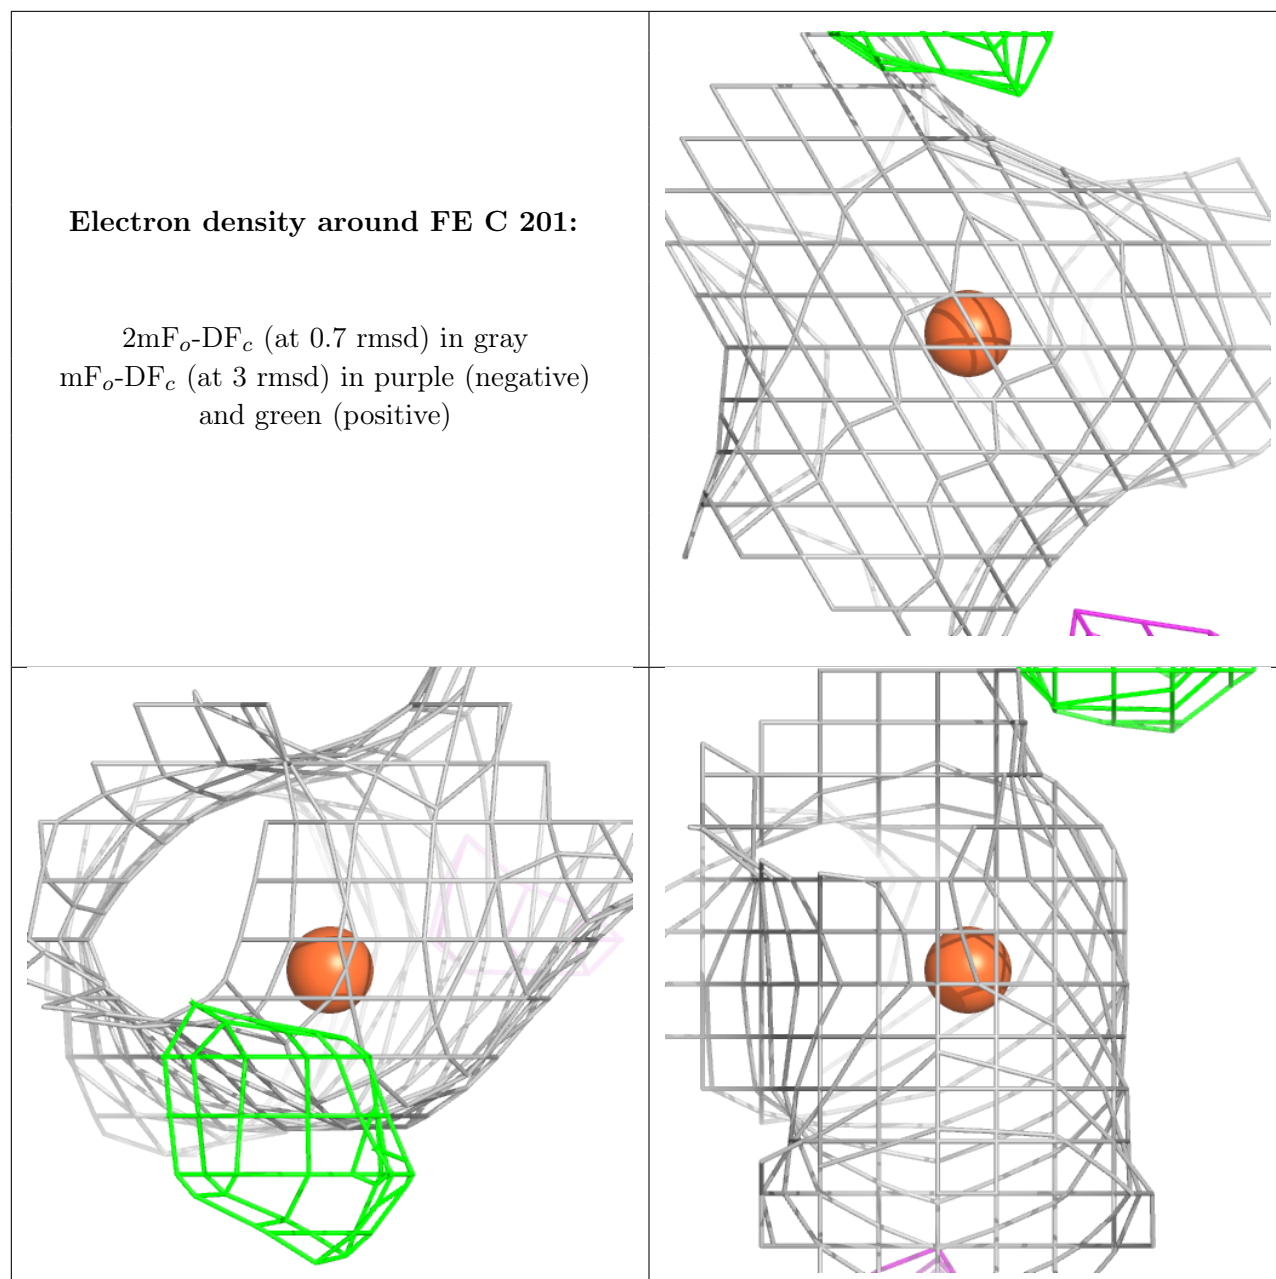 Electron density around FE C 201:
2mFo-DFc (at 0.7 rmsd) in gray
mFo-DFc (at 3 rmsd) in purple (negative)
and green (positive)